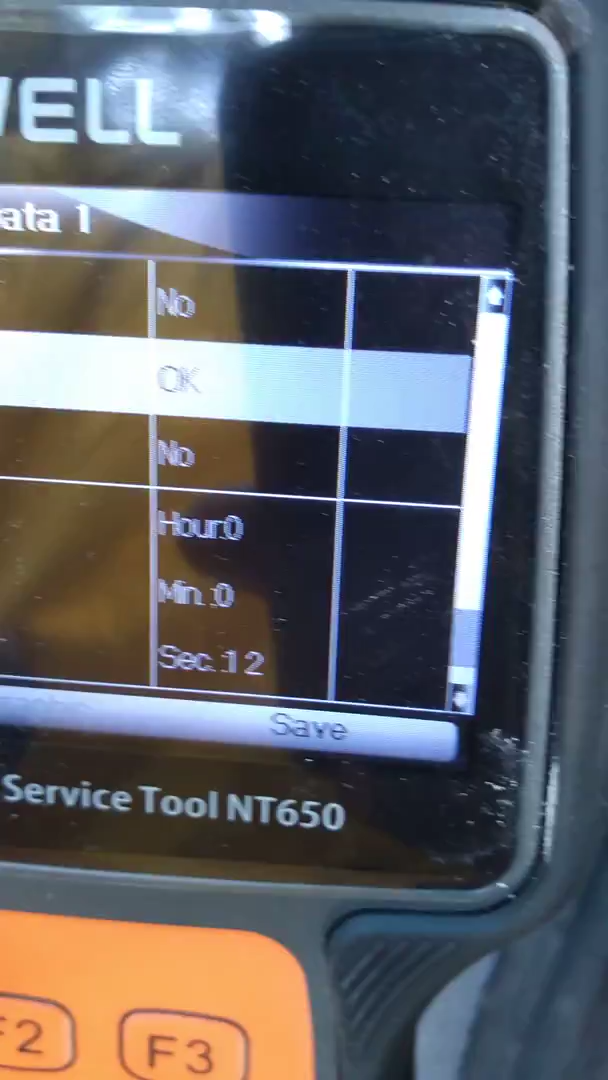 WELL
ata 1
No
OK
No
Hour.0
Min. :0
Sec. :12
Save
Service Tool NT650
F2
F3